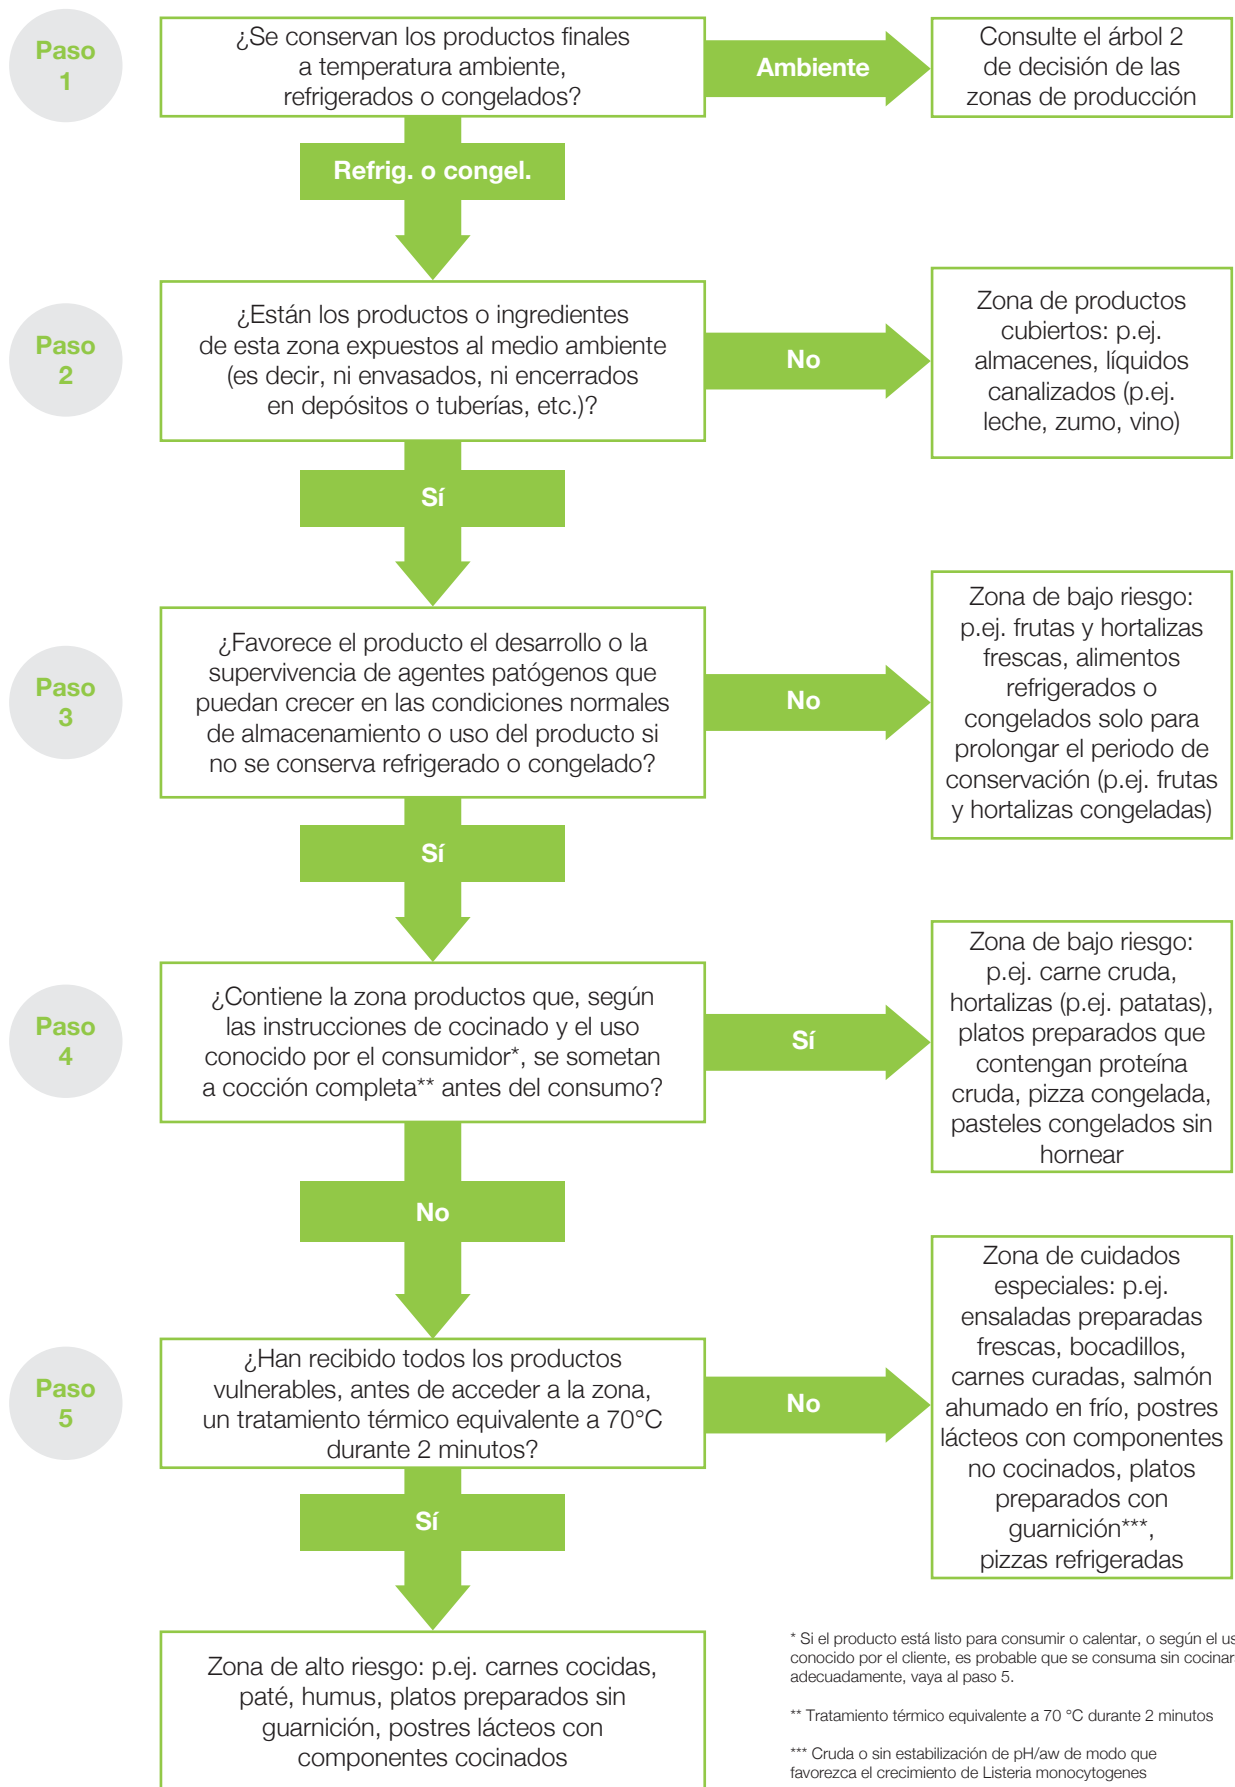 Paso
1
¿Se conservan los productos finales
a temperatura ambiente,
refrigerados o congelados?
Ambiente
Consulte el árbol 2
de decisión de las
zonas de producción
Refrig. o congel.
Paso
2
¿Están los productos o ingredientes
de esta zona expuestos al medio ambiente
(es decir, ni envasados, ni encerrados
en depósitos o tuberías, etc.)?
No
Zona de productos
cubiertos: p.ej.
almacenes, líquidos
canalizados (p.ej.
leche, zumo, vino)
Sí
Paso
3
¿Favorece el producto el desarrollo o la
supervivencia de agentes patógenos que
puedan crecer en las condiciones normales
de almacenamiento o uso del producto si
no se conserva refrigerado o congelado?
No
Zona de bajo riesgo:
p.ej. frutas y hortalizas
frescas, alimentos
refrigerados o
congelados solo para
prolongar el periodo de
conservación (p.ej. frutas
y hortalizas congeladas)
Sí
Paso
4
¿Contiene la zona productos que, según
las instrucciones de cocinado y el uso
conocido por el consumidor*, se sometan
a cocción completa** antes del consumo?
Sí
Zona de bajo riesgo:
p.ej. carne cruda,
hortalizas (p.ej. patatas),
platos preparados que
contengan proteína
cruda, pizza congelada,
pasteles congelados sin
hornear
No
Paso
5
¿Han recibido todos los productos
vulnerables, antes de acceder a la zona,
un tratamiento térmico equivalente a 70°C
durante 2 minutos?
No
Zona de cuidados
especiales: p.ej.
ensaladas preparadas
frescas, bocadillos,
carnes curadas, salmón
ahumado en frío, postres
lácteos con componentes
no cocinados, platos
preparados con
guarnición***,
pizzas refrigeradas
Sí
Zona de alto riesgo: p.ej. carnes cocidas,
paté, humus, platos preparados sin
guarnición, postres lácteos con
componentes cocinados
* Si el producto está listo para consumir o calentar, o según el us
conocido por el cliente, es probable que se consuma sin cocinar
adecuadamente, vaya al paso 5.
** Tratamiento térmico equivalente a 70 °C durante 2 minutos
*** Cruda o sin estabilización de pH/aw de modo que
favorezca el crecimiento de Listeria monocytogenes